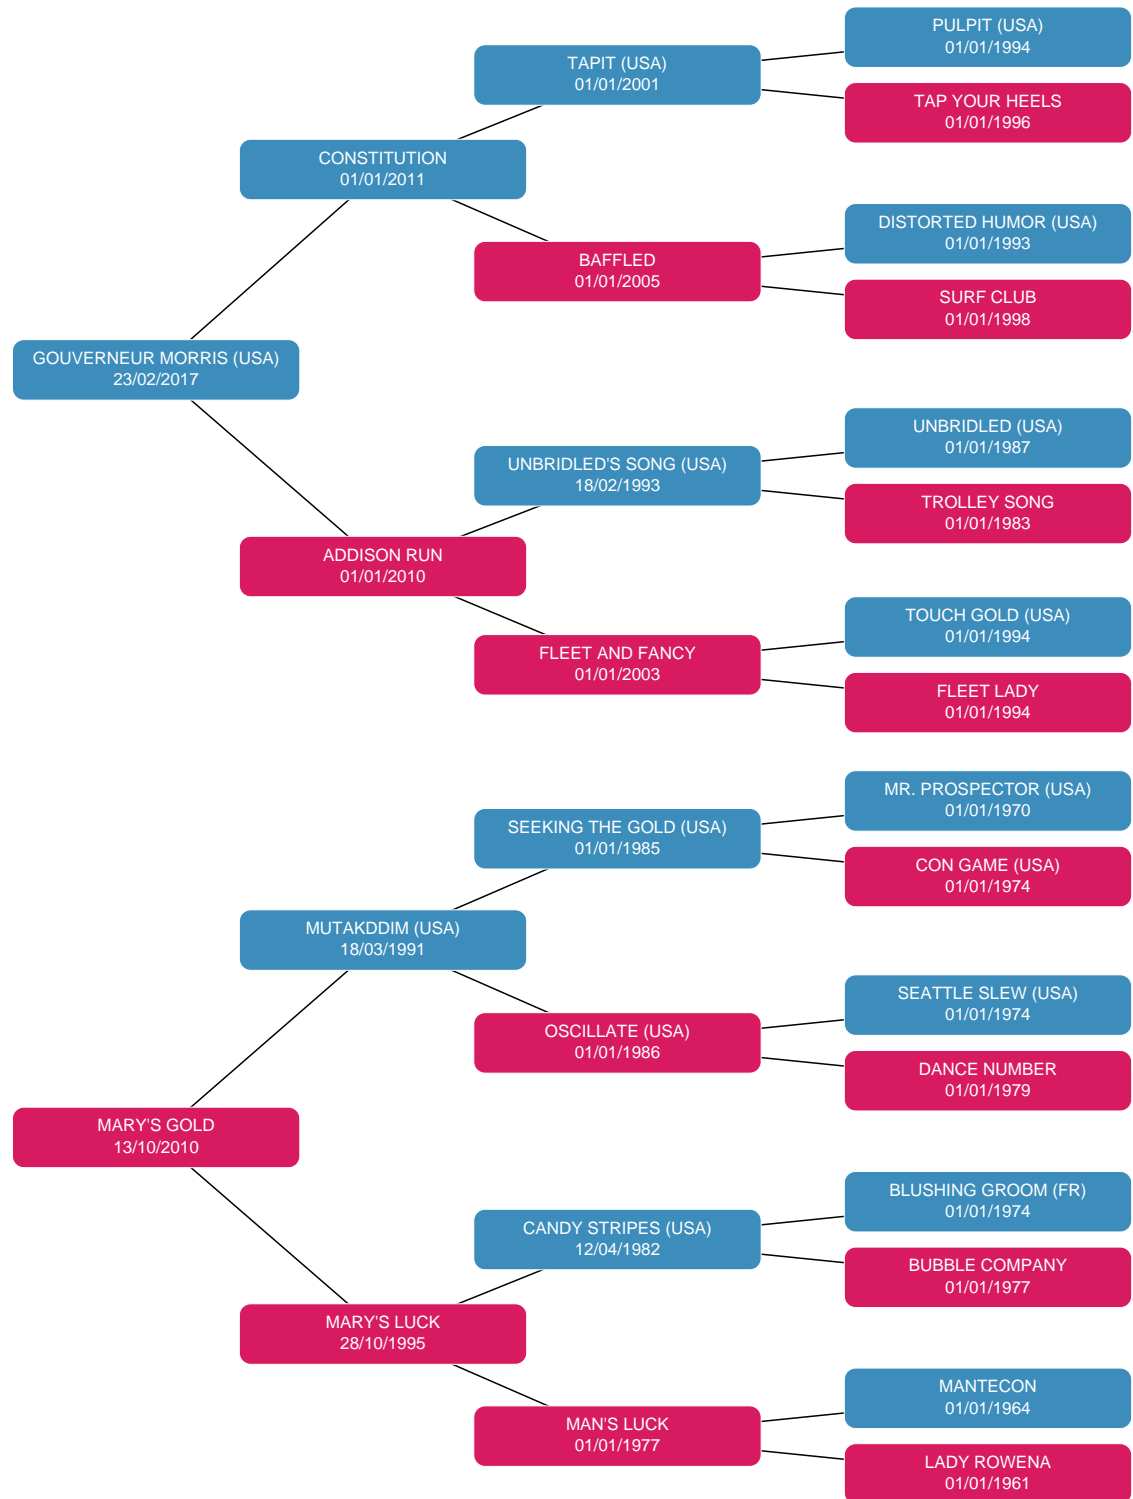 PULPIT (USA)
01/01/1994
TAPIT (USA)
01/01/2001
TAP YOUR HEELS
01/01/1996
CONSTITUTION
01/01/2011
DISTORTED HUMOR (USA)
01/01/1993
BAFFLED
01/01/2005
SURF CLUB
01/01/1998
GOUVERNEUR MORRIS (USA)
23/02/2017
UNBRIDLED (USA)
01/01/1987
UNBRIDLED'S SONG (USA)
18/02/1993
TROLLEY SONG
01/01/1983
ADDISON RUN
01/01/2010
TOUCH GOLD (USA)
01/01/1994
FLEET AND FANCY
01/01/2003
FLEET LADY
01/01/1994
MR. PROSPECTOR (USA)
01/01/1970
SEEKING THE GOLD (USA)
01/01/1985
CON GAME (USA)
01/01/1974
MUTAKDDIM (USA)
18/03/1991
SEATTLE SLEW (USA)
01/01/1974
OSCILLATE (USA)
01/01/1986
DANCE NUMBER
01/01/1979
MARY'S GOLD
13/10/2010
BLUSHING GROOM (FR)
01/01/1974
CANDY STRIPES (USA)
12/04/1982
BUBBLE COMPANY
01/01/1977
MARY'S LUCK
28/10/1995
MANTECON
01/01/1964
MAN'S LUCK
01/01/1977
LADY ROWENA
01/01/1961